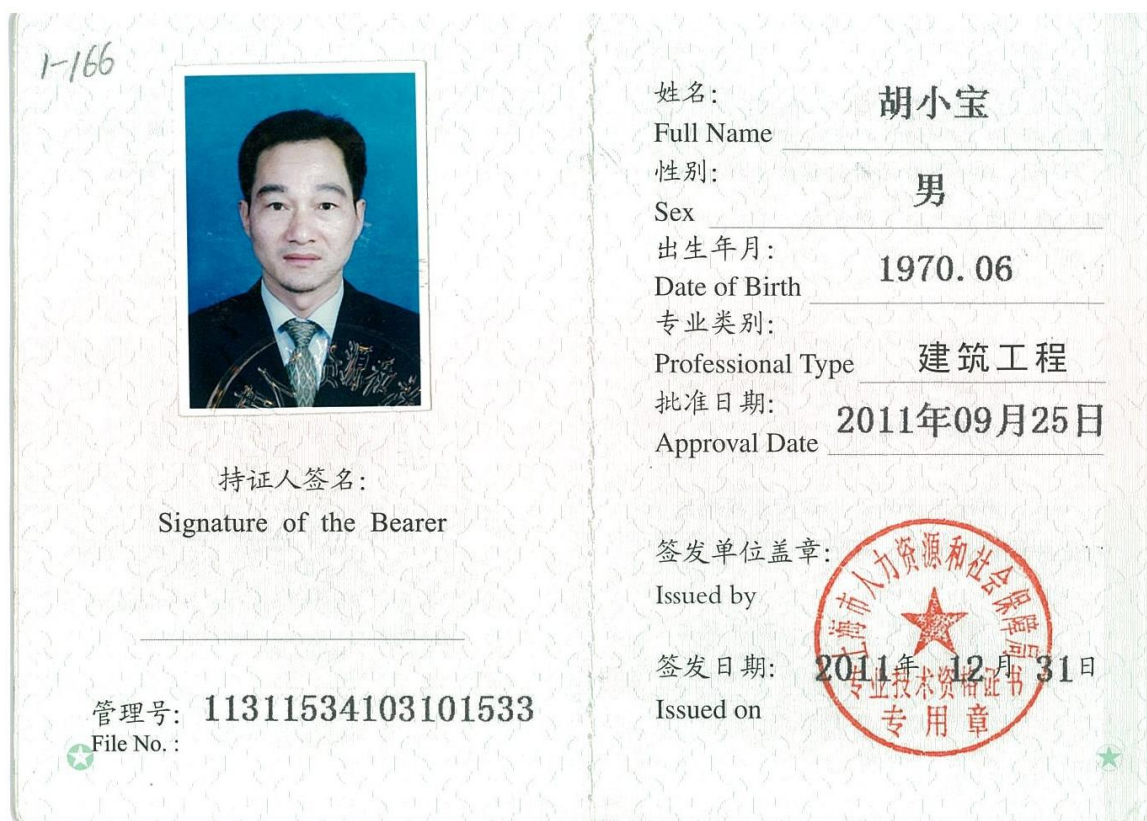 1-166
持证人签名:
Signature of the Bearer
管理号: 11311534103101533
File No. :
姓名: 胡小宝
Full Name
性别: 男
Sex
出生年月: 1970.06
Date of Birth
专业类别:
Professional Type 建筑工程
批准日期: 2011年09月25日
Approval Date
签发单位盖章:
Issued by
上海市人力资源和社会保障局
签发日期: 2011年 12月 31日
Issued on
专业技术资格证书
专用章